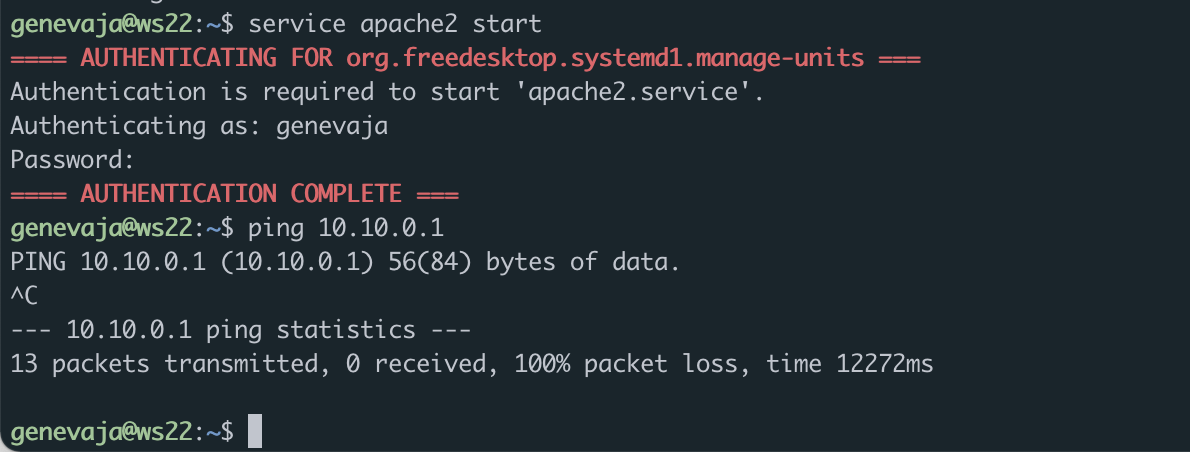 genevaja@ws22:~$ service apache2 start
==== AUTHENTICATING FOR org.freedesktop.systemd1.manage-units ===
Authentication is required to start 'apache2.service'.
Authenticating as: genevaja
Password:
==== AUTHENTICATION COMPLETE ===
genevaja@ws22:~$ ping 10.10.0.1
PING 10.10.0.1 (10.10.0.1) 56(84) bytes of data.
^C
--- 10.10.0.1 ping statistics ---
13 packets transmitted, 0 received, 100% packet loss, time 12272ms

genevaja@ws22:~$